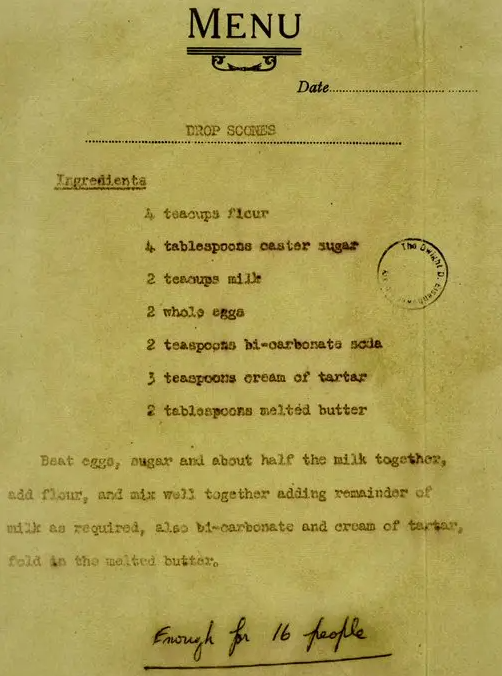 MENU
Date
DROP SCONES
Ingredients
4 teacups flour
4 tablespoons caster sugar
2 teacups milk
2 whole eggs
2 teaspoons bi-carbonate soda
3 teaspoons cream of tartar
2 tablespoons melted butter
The Dwight D. Eisenhower
Beat eggs, sugar and about half the milk together,
add flour, and mix well together adding remainder of
milk as required, also bi-carbonate and cream of tartar,
fold in the melted butter.
Enough for 16 people